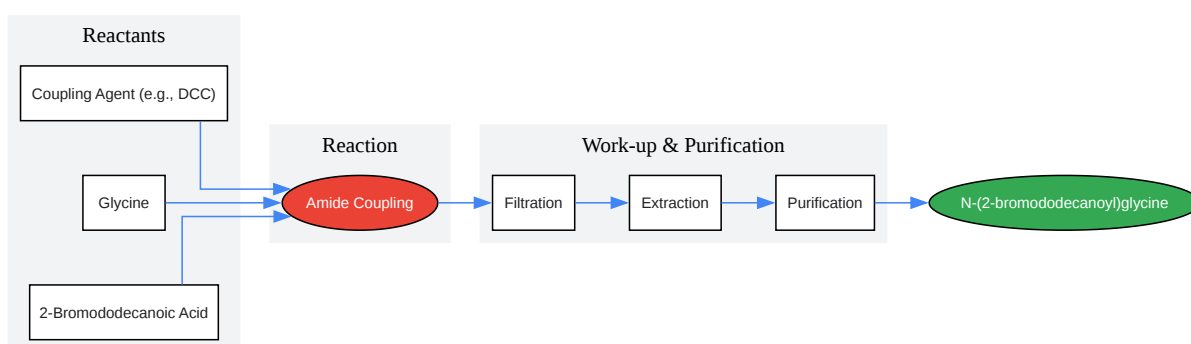 Reactants
Coupling Agent (e.g., DCC)
Glycine
2-Bromododecanoic Acid
Reaction
Amide Coupling
Work-up & Purification
Filtration
Extraction
Purification
N-(2-bromododecanoyl)glycine